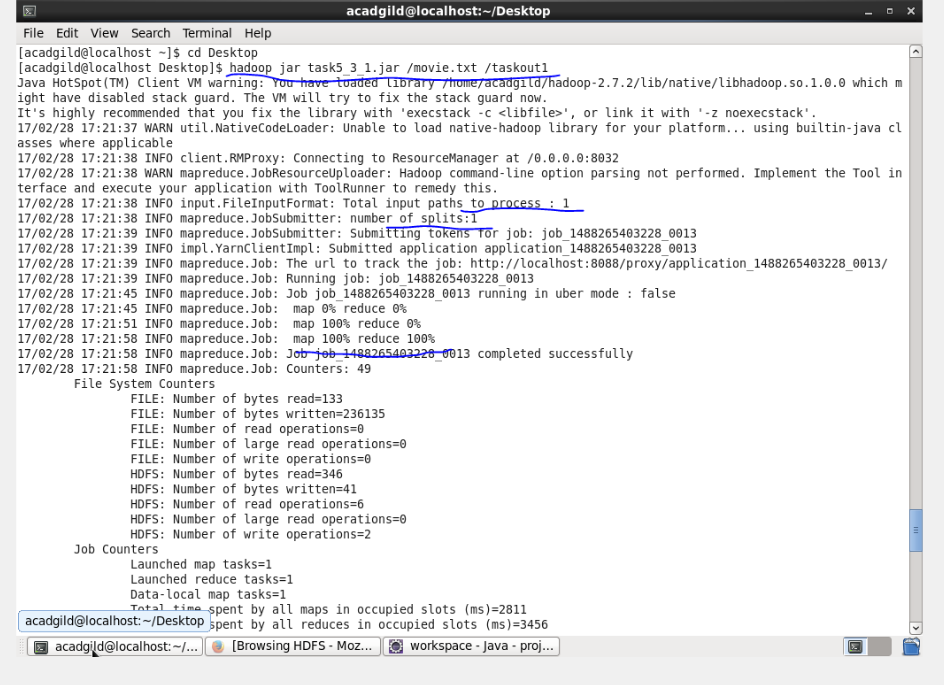 acadgild@localhost:~/Desktop
File Edit View Search Terminal Help
[acadgild@localhost ~]$ cd Desktop
[acadgild@localhost Desktop]$ hadoop jar task5_3_1.jar /movie.txt /taskout1
Java HotSpot(TM) Client VM warning: You have loaded library /home/acadgild/hadoop-2.7.2/lib/native/libhadoop.so.1.0.0 which m
ight have disabled stack guard. The VM will try to fix the stack guard now.
It's highly recommended that you fix the library with 'execstack -c <libfile>', or link it with '-z noexecstack'.
17/02/28 17:21:37 WARN util.NativeCodeLoader: Unable to load native-hadoop library for your platform... using builtin-java cl
asses where applicable
17/02/28 17:21:38 INFO client.RMProxy: Connecting to ResourceManager at /0.0.0.0:8032
17/02/28 17:21:38 WARN mapreduce.JobResourceUploader: Hadoop command-line option parsing not performed. Implement the Tool in
terface and execute your application with ToolRunner to remedy this.
17/02/28 17:21:38 INFO input.FileInputFormat: Total input paths to process : 1
17/02/28 17:21:38 INFO mapreduce.JobSubmitter: number of splits:1
17/02/28 17:21:39 INFO mapreduce.JobSubmitter: Submitting tokens for job: job_1488265403228_0013
17/02/28 17:21:39 INFO impl.YarnClientImpl: Submitted application application_1488265403228_0013
17/02/28 17:21:39 INFO mapreduce.Job: The url to track the job: http://localhost:8088/proxy/application_1488265403228_0013/
17/02/28 17:21:39 INFO mapreduce.Job: Running job: job_1488265403228_0013
17/02/28 17:21:45 INFO mapreduce.Job: Job job_1488265403228_0013 running in uber mode : false
17/02/28 17:21:45 INFO mapreduce.Job:  map 0% reduce 0%
17/02/28 17:21:51 INFO mapreduce.Job:  map 100% reduce 0%
17/02/28 17:21:58 INFO mapreduce.Job:  map 100% reduce 100%
17/02/28 17:21:58 INFO mapreduce.Job: Job job_1488265403228_0013 completed successfully
17/02/28 17:21:58 INFO mapreduce.Job: Counters: 49
File System Counters
FILE: Number of bytes read=133
FILE: Number of bytes written=236135
FILE: Number of read operations=0
FILE: Number of large read operations=0
FILE: Number of write operations=0
HDFS: Number of bytes read=346
HDFS: Number of bytes written=41
HDFS: Number of read operations=6
HDFS: Number of large read operations=0
HDFS: Number of write operations=2
Job Counters
Launched map tasks=1
Launched reduce tasks=1
Data-local map tasks=1
Total time spent by all maps in occupied slots (ms)=2811
spent by all reduces in occupied slots (ms)=3456
acadgild@localhost:~/Desktop
acadgild@localhost:~/... [Browsing HDFS - Moz... workspace - Java - proj...